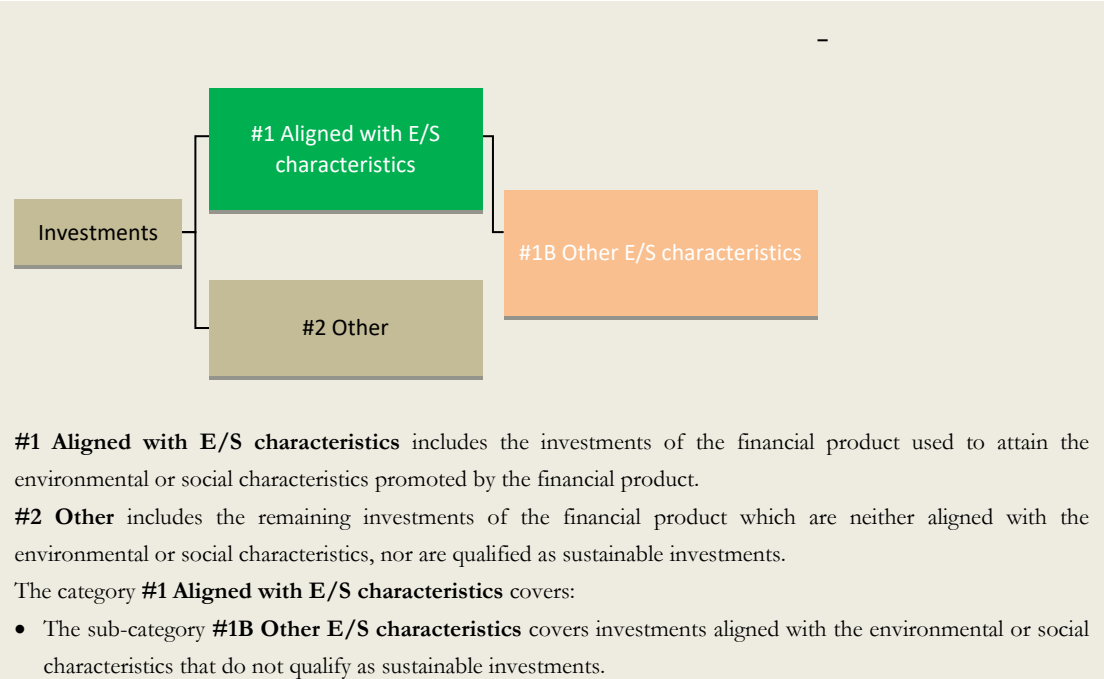 –
#1 Aligned with E/S
characteristics
Investments
#1B Other E/S characteristics
#2 Other
#1 Aligned with E/S characteristics includes the investments of the financial product used to attain the
environmental or social characteristics promoted by the financial product.
#2 Other includes the remaining investments of the financial product which are neither aligned with the
environmental or social characteristics, nor are qualified as sustainable investments.
The category #1 Aligned with E/S characteristics covers:
• The sub-category #1B Other E/S characteristics covers investments aligned with the environmental or social
characteristics that do not qualify as sustainable investments.